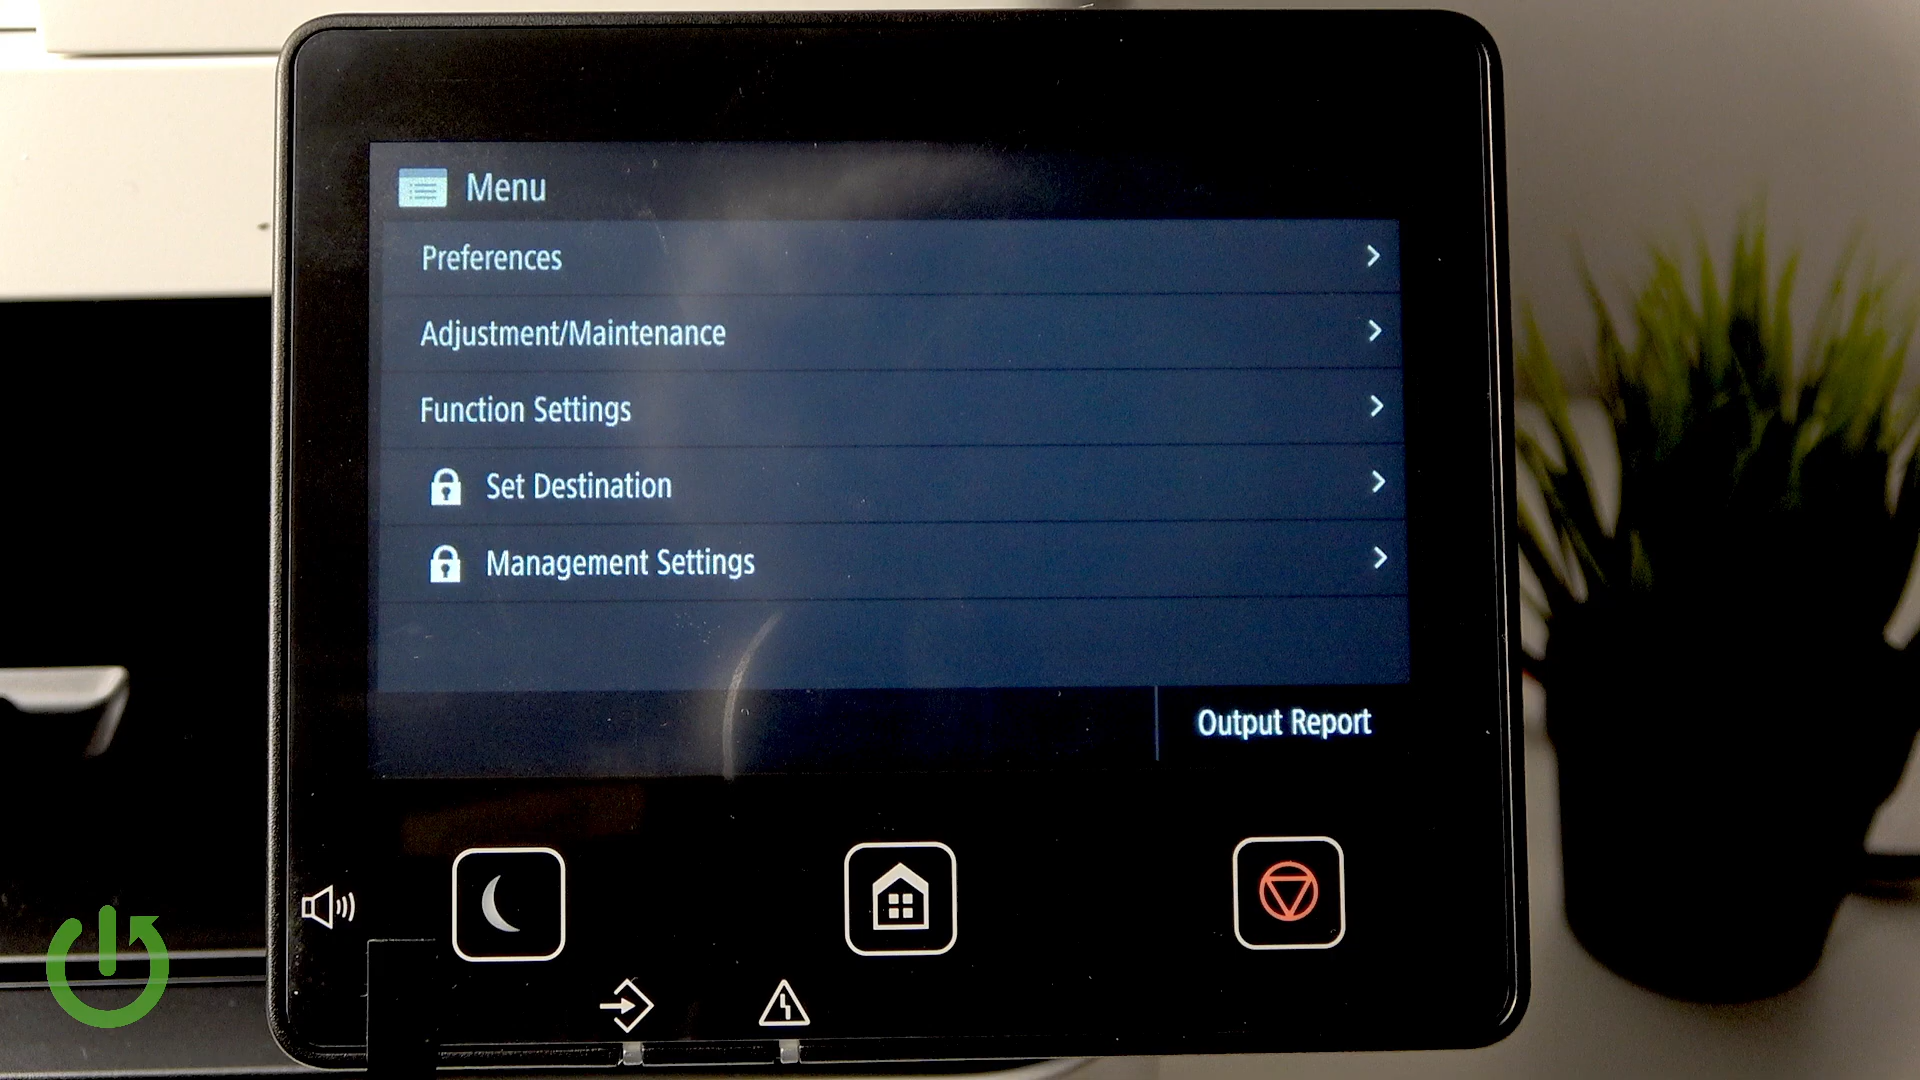 Menu
Preferences
Adjustment/Maintenance
Function Settings
Set Destination
Management Settings
Output Report